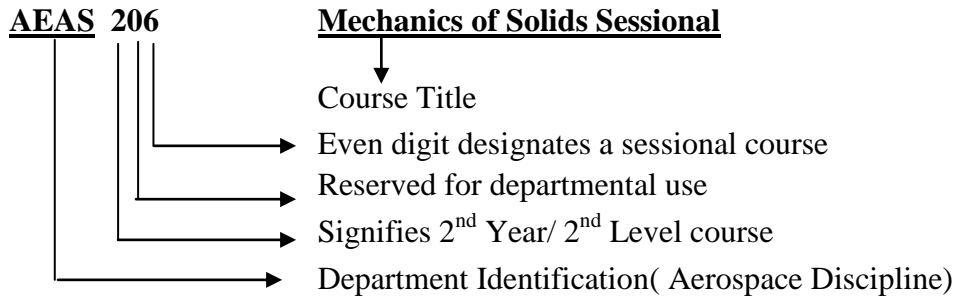 AEAS 206 Mechanics of Solids Sessional
Course Title
Even digit designates a sessional course
Reserved for departmental use
Signifies 2nd Year/ 2nd Level course
Department Identification( Aerospace Discipline)